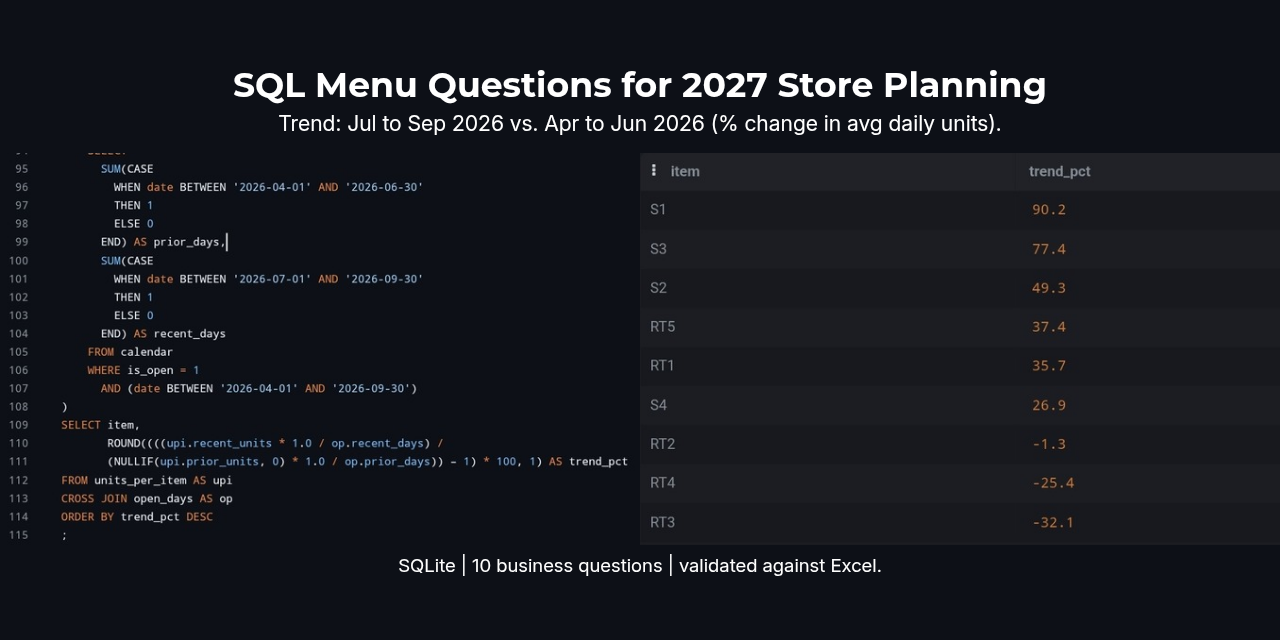 SQL Menu Questions for 2027 Store Planning
Trend: Jul to Sep 2026 vs. Apr to Jun 2026 (% change in avg daily units).
95 SUM(CASE
96 WHEN date BETWEEN '2026-04-01' AND '2026-06-30'
97 THEN 1
98 ELSE 0
99 END) AS prior_days,
100 SUM(CASE
101 WHEN date BETWEEN '2026-07-01' AND '2026-09-30'
102 THEN 1
103 ELSE 0
104 END) AS recent_days
105 FROM calendar
106 WHERE is_open = 1
107 AND (date BETWEEN '2026-04-01' AND '2026-09-30')
108 )
109 SELECT item,
110 ROUND((((upi.recent_units * 1.0 / op.recent_days) /
111 (NULLIF(upi.prior_units, 0) * 1.0 / op.prior_days)) - 1) * 100, 1) AS trend_pct
112 FROM units_per_item AS upi
113 CROSS JOIN open_days AS op
114 ORDER BY trend_pct DESC
115 ;
item trend_pct
S1 90.2
S3 77.4
S2 49.3
RT5 37.4
RT1 35.7
S4 26.9
RT2 -1.3
RT4 -25.4
RT3 -32.1
SQLite | 10 business questions | validated against Excel.